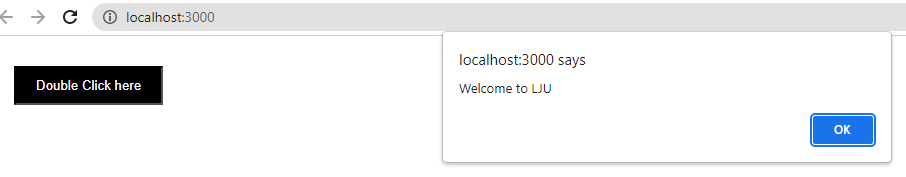 localhost:3000
localhost:3000 says
Double Click here
Welcome to LJU
OK